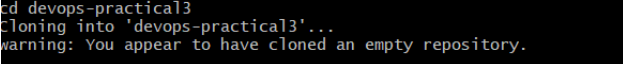 cd devops-practical3
Cloning into 'devops-practical3'...
warning: You appear to have cloned an empty repository.